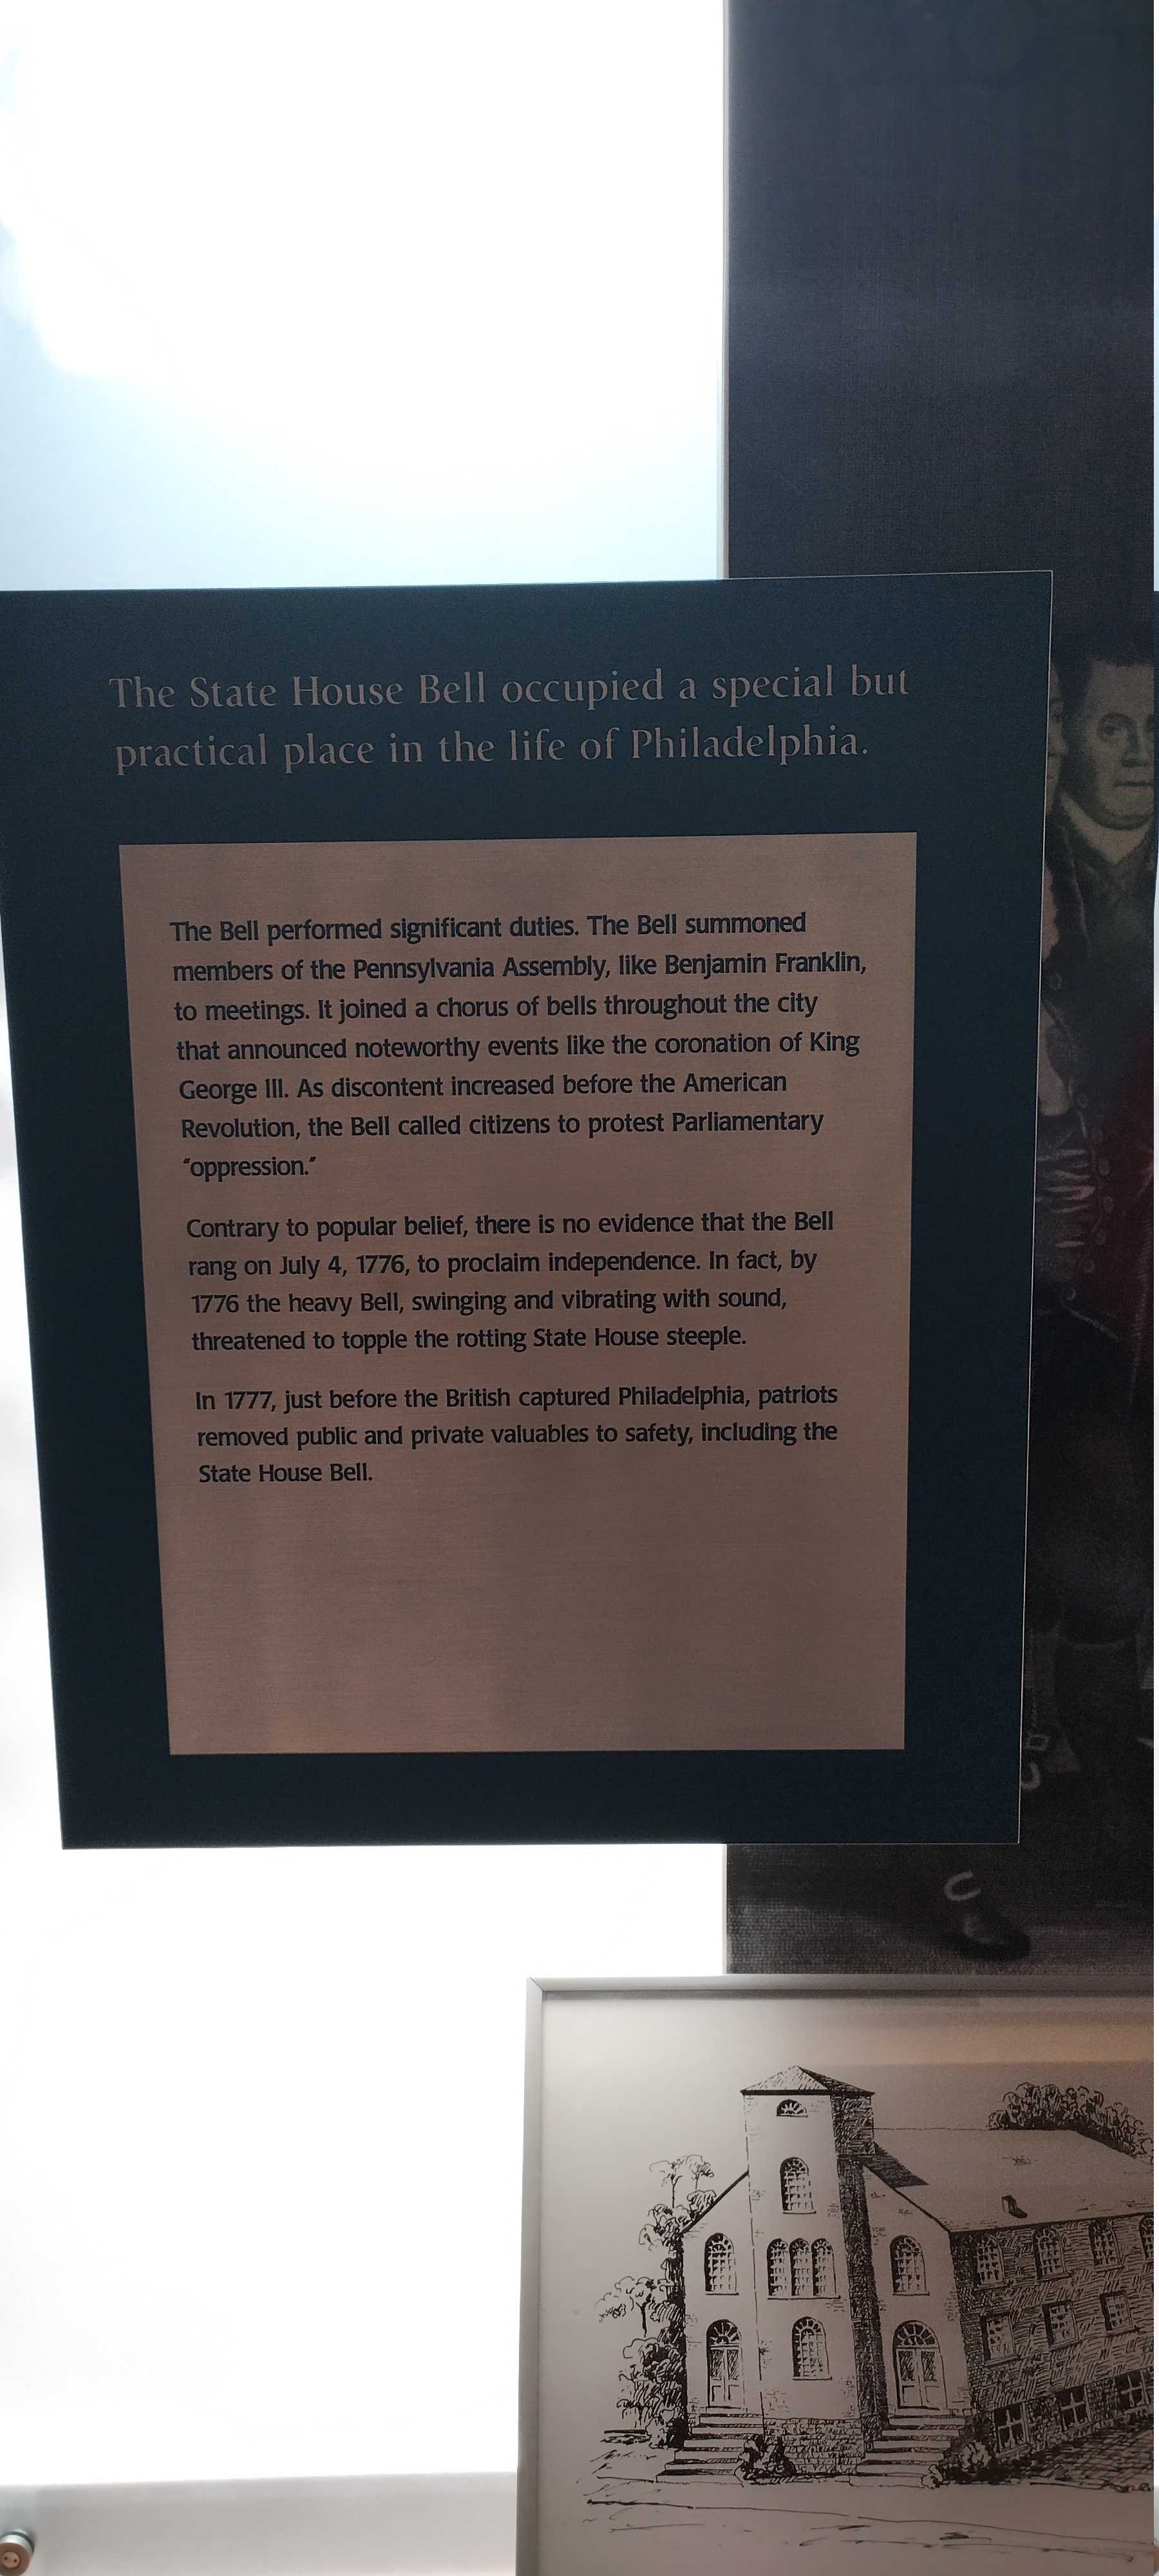 The State House Bell occupied a special but
practical place in the life of Philadelphia.
The Bell performed significant duties. The Bell summoned
members of the Pennsylvania Assembly, like Benjamin Franklin,
to meetings. It joined a chorus of bells throughout the city
that announced noteworthy events like the coronation of King
George III. As discontent increased before the American
Revolution, the Bell called citizens to protest Parliamentary
“oppression.”
Contrary to popular belief, there is no evidence that the Bell
rang on July 4, 1776, to proclaim independence. In fact, by
1776 the heavy Bell, swinging and vibrating with sound,
threatened to topple the rotting State House steeple.
In 1777, just before the British captured Philadelphia, patriots
removed public and private valuables to safety, including the
State House Bell.